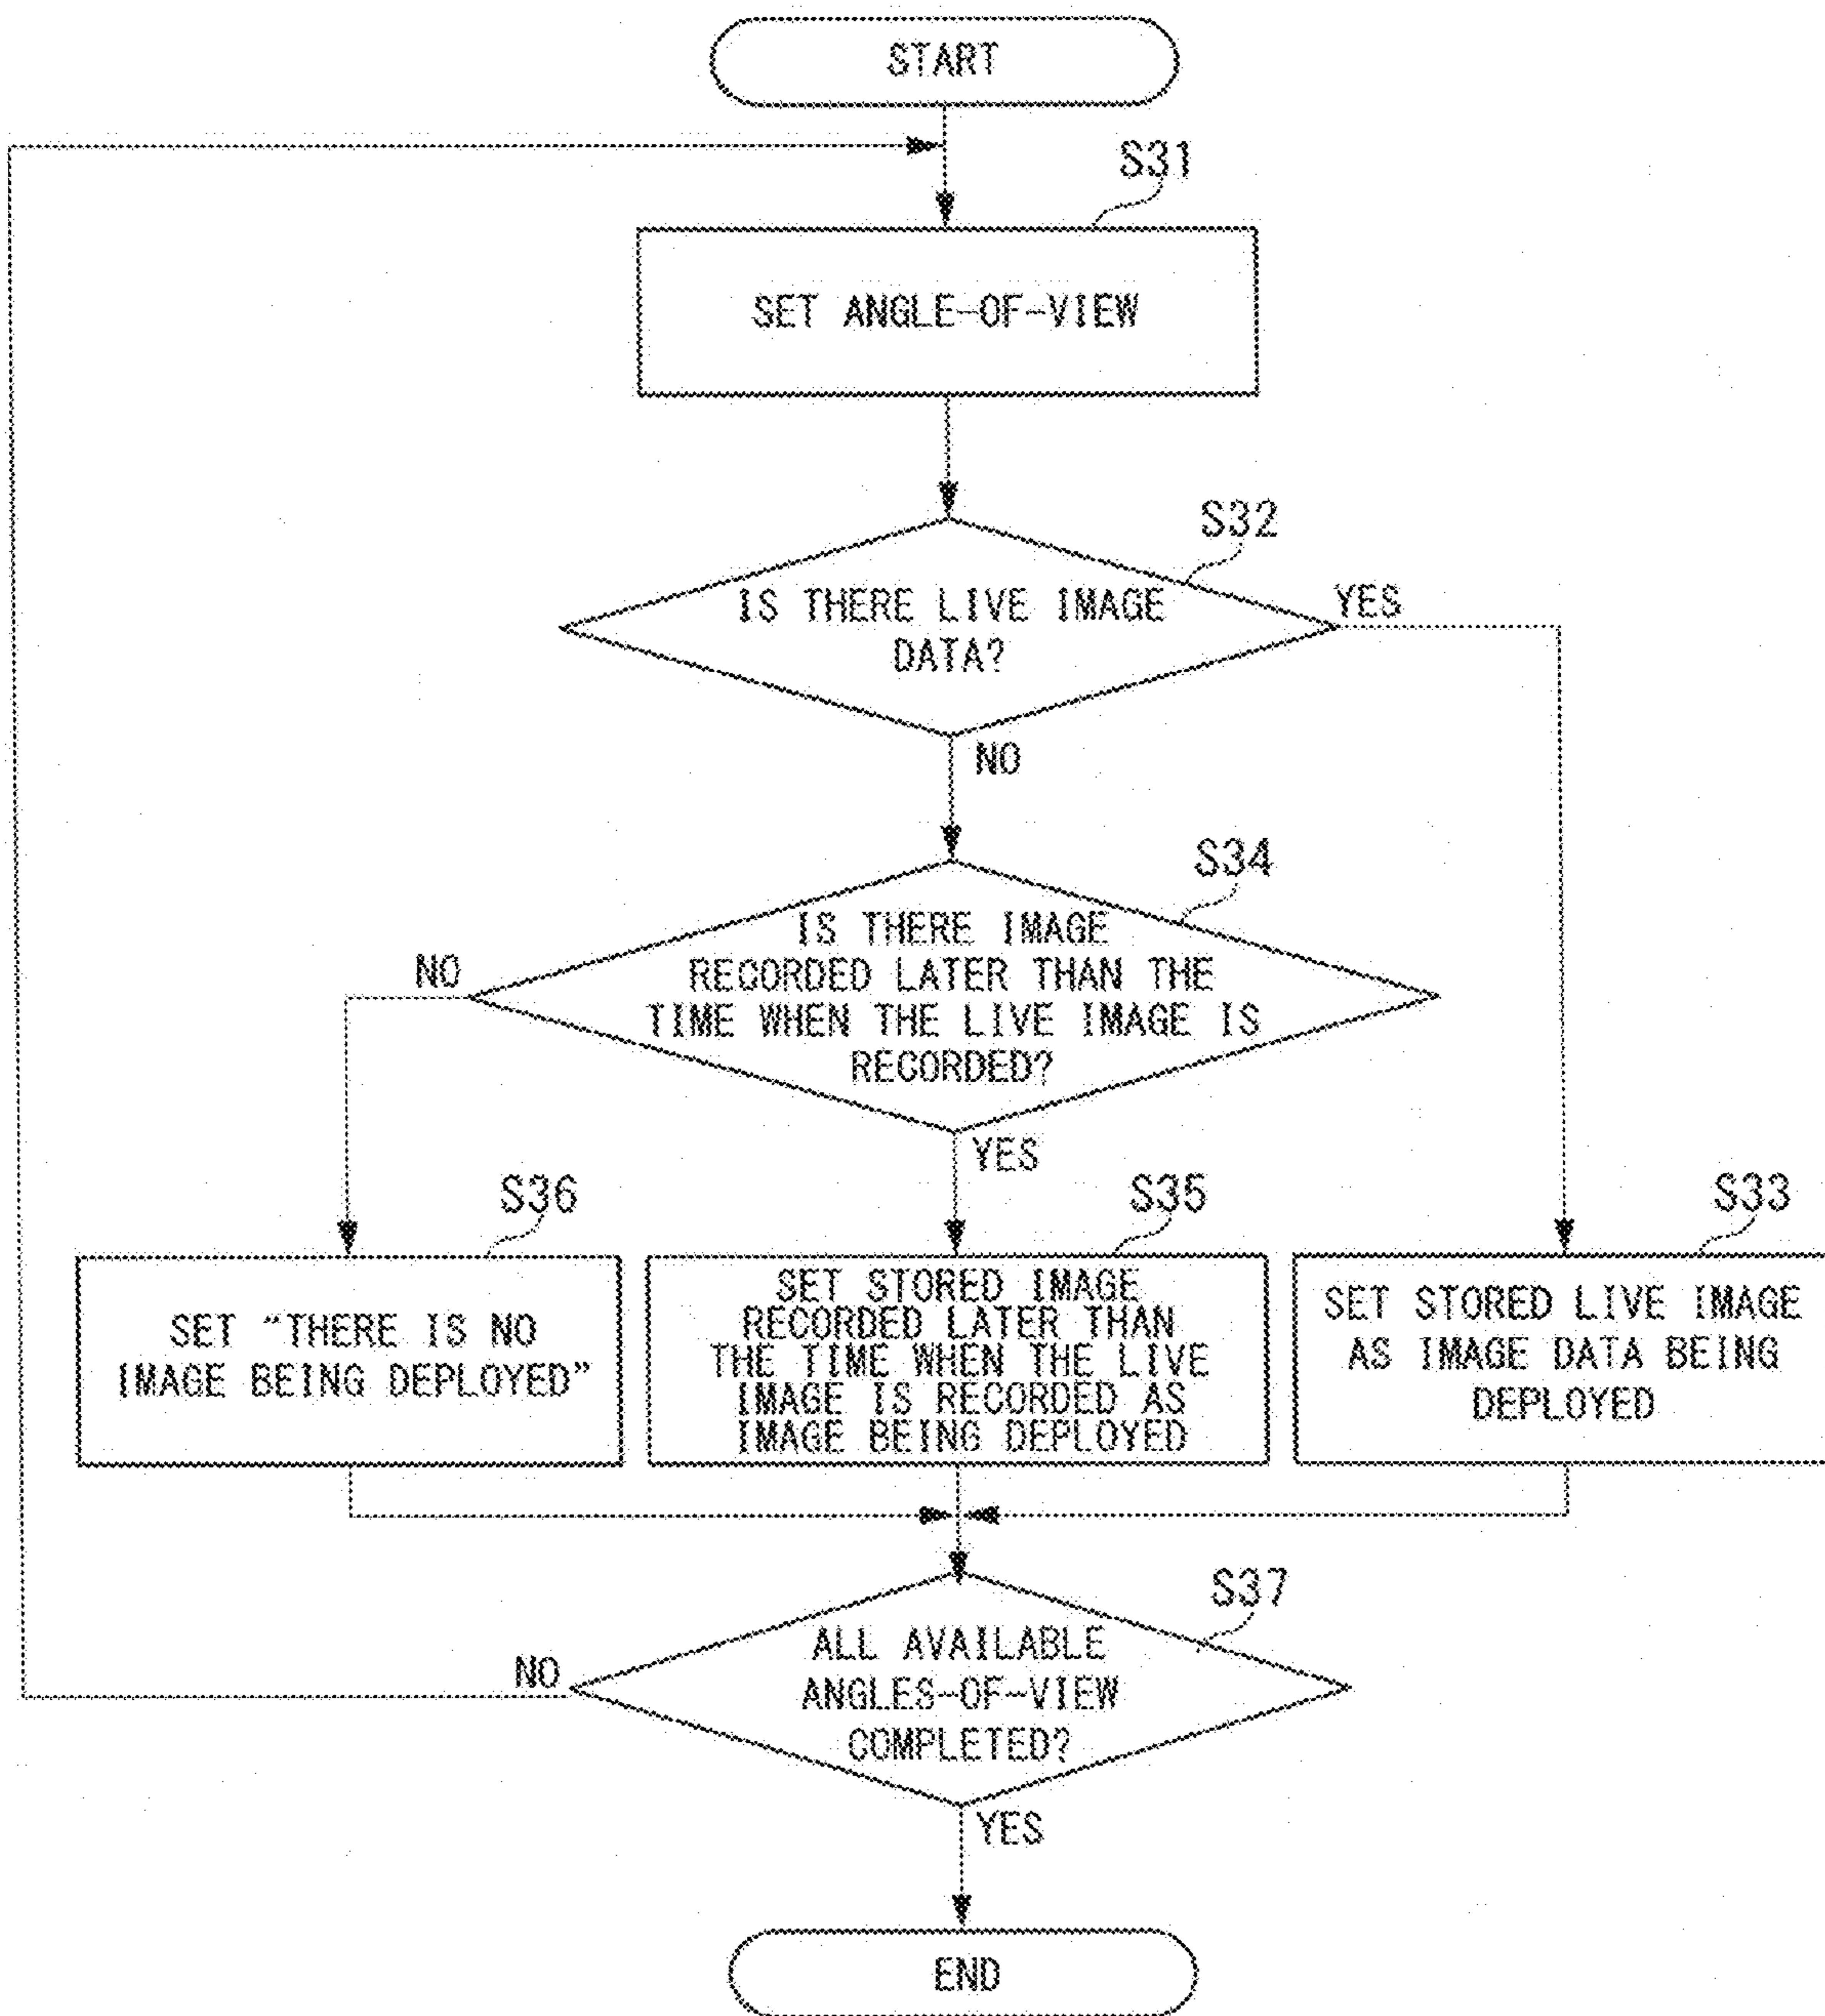 START
S31
SET ANGLE-OF-VIEW
S32
IS THERE LIVE IMAGE
DATA?
YES
NO
S34
IS THERE IMAGE
RECORDED LATER THAN THE
TIME WHEN THE LIVE IMAGE IS
RECORDED?
NO
YES
S36
SET “THERE IS NO
IMAGE BEING DEPLOYED”
S35
SET STORED IMAGE
RECORDED LATER THAN
THE TIME WHEN THE LIVE
IMAGE IS RECORDED AS
IMAGE BEING DEPLOYED
S33
SET STORED LIVE IMAGE
AS IMAGE DATA BEING
DEPLOYED
S37
ALL AVAILABLE
ANGLES-OF-VIEW
COMPLETED?
NO
YES
END